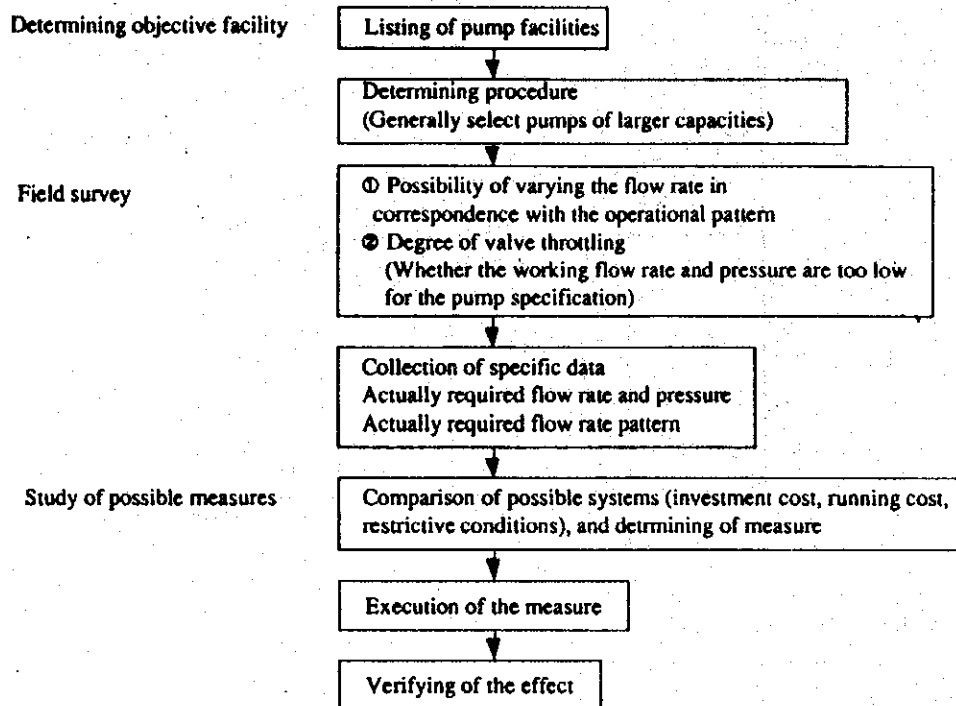 Determining objective facility
Listing of pump facilities
Determining procedure
(Generally select pumps of larger capacities)
Field survey
① Possibility of varying the flow rate in
correspondence with the operational pattern
② Degree of valve throttling
(Whether the working flow rate and pressure are too low
for the pump specification)
Collection of specific data
Actually required flow rate and pressure
Actually required flow rate pattern
Study of possible measures
Comparison of possible systems (investment cost, running cost,
restrictive conditions), and detrmining of measure
Execution of the measure
Verifying of the effect